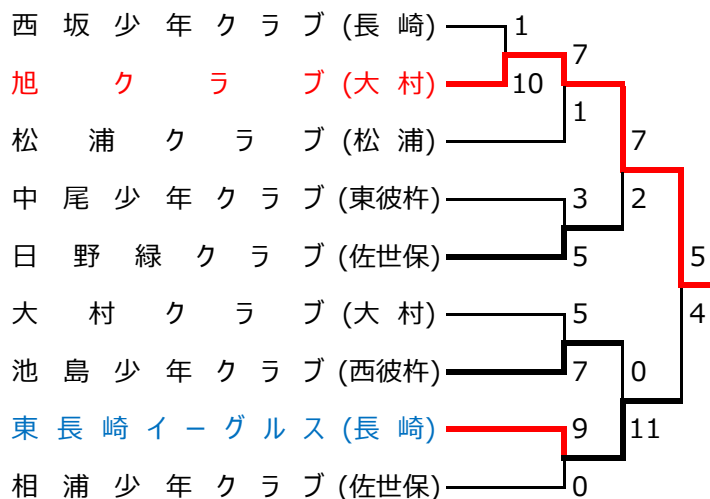 西坂少年クラブ(長崎) 1
7
旭クラブ(大村) 10
1
松浦クラブ(松浦) 7
中尾少年クラブ(東彼杵) 3 2
日野緑クラブ(佐世保) 5 5
大村クラブ(大村) 5 4
池島少年クラブ(西彼杵) 7 0
東長崎イーグルス(長崎) 9 11
相浦少年クラブ(佐世保) 0